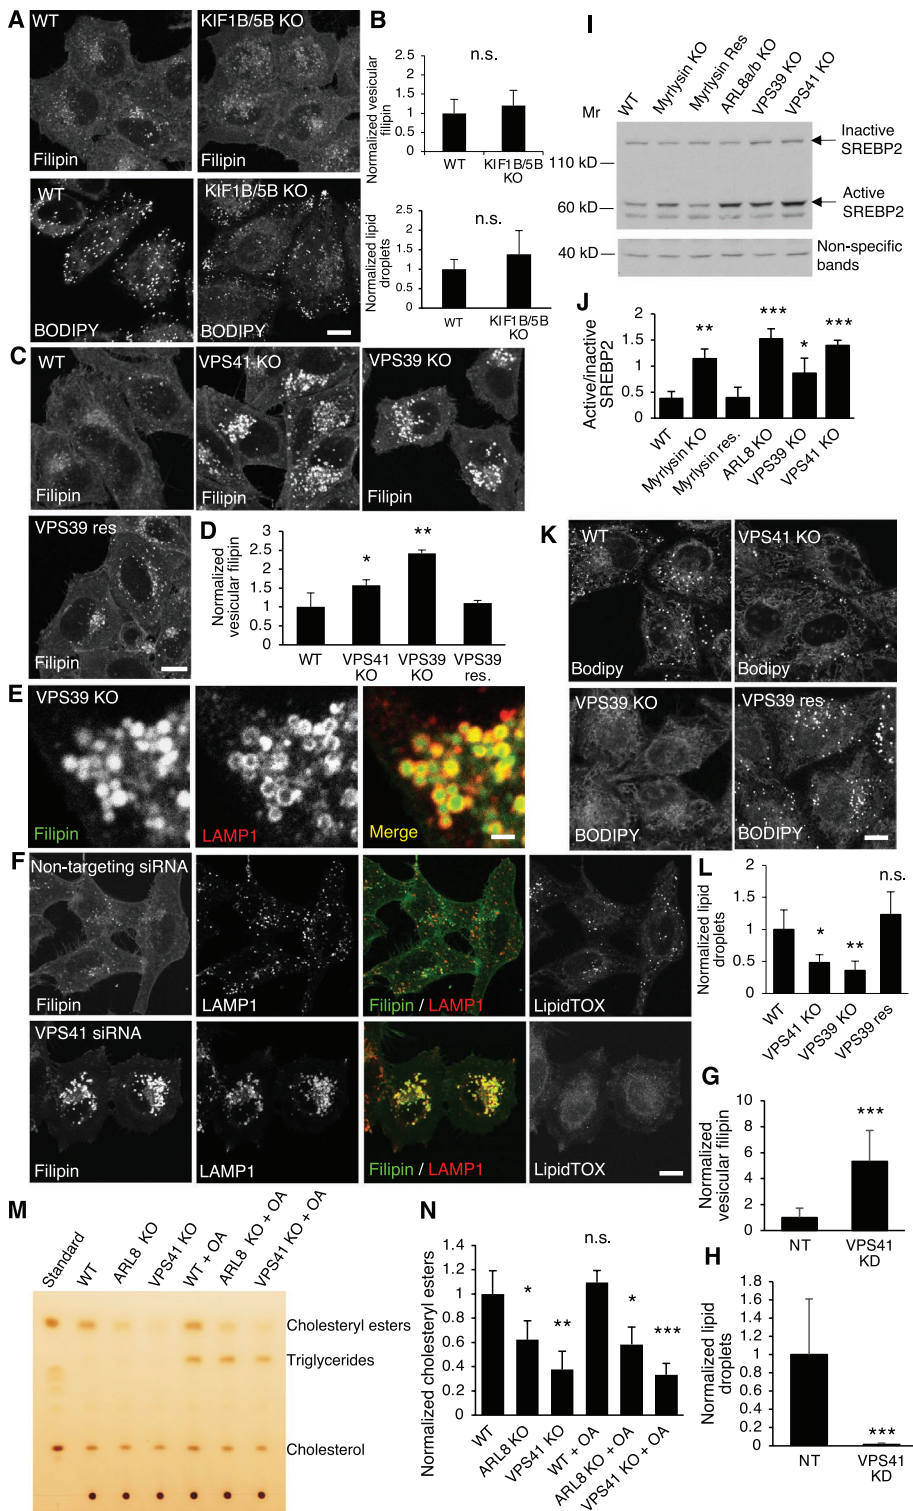 A
WT
KIF1B/5B KO
Filipin
Filipin
WT
KIF1B/5B KO
BODIPY
BODIPY
B
Normalized vesicular
filipin
2.5
2
1.5
1
0.5
0
n.s.
WT
KIF1B/5B
KO
Normalized lipid
droplets
2.5
2
1.5
1
0.5
0
n.s.
WT
KIF1B/5B
KO
C
WT
VPS41 KO
VPS39 KO
Filipin
Filipin
Filipin
VPS39 res
Filipin
D
Normalized
vesicular filipin
3
2.5
2
1.5
1
0.5
0
*
**
WT
VPS41
KO
VPS39
KO
VPS39
res.
E
VPS39 KO
Filipin
LAMP1
Merge
F
Non-targeting siRNA
Filipin
LAMP1
Filipin / LAMP1
LipidTOX
VPS41 siRNA
Filipin
LAMP1
Filipin / LAMP1
LipidTOX
I
Mr
WT
Myrlysin KO
Myrlysin Res
ARL8a/b KO
VPS39 KO
VPS41 KO
110 kD
60 kD
40 kD
Inactive
SREBP2
Active
SREBP2
Non-specific
bands
J
Active/inactive
SREBP2
2
1.5
1
0.5
0
**
***
*
***
WT
Myrlysin KO
Myrlysin res.
ARL8 KO
VPS39 KO
VPS41 KO
K
WT
VPS41 KO
Bodipy
Bodipy
VPS39 KO
VPS39 res
BODIPY
BODIPY
L
Normalized lipid
droplets
2
1.5
1
0.5
0
*
**
n.s.
WT
VPS41 KO
VPS39 KO
VPS39 res
G
Normalized
vesicular filipin
10
8
6
4
2
0
***
NT
VPS41
KD
H
Normalized lipid
droplets
1.8
1.6
1.4
1.2
1
0.8
0.6
0.4
0.2
0
***
NT
VPS41
KD
M
Standard
WT
ARL8 KO
VPS41 KO
WT + OA
ARL8 KO + OA
VPS41 KO + OA
Cholesteryl esters
Triglycerides
Cholesterol
N
Normalized cholesteryl esters
1.4
1.2
1
0.8
0.6
0.4
0.2
0
*
**
n.s.
*
***
WT
ARL8 KO
VPS41 KO
WT + OA
ARL8 KO + OA
VPS41 KO + OA